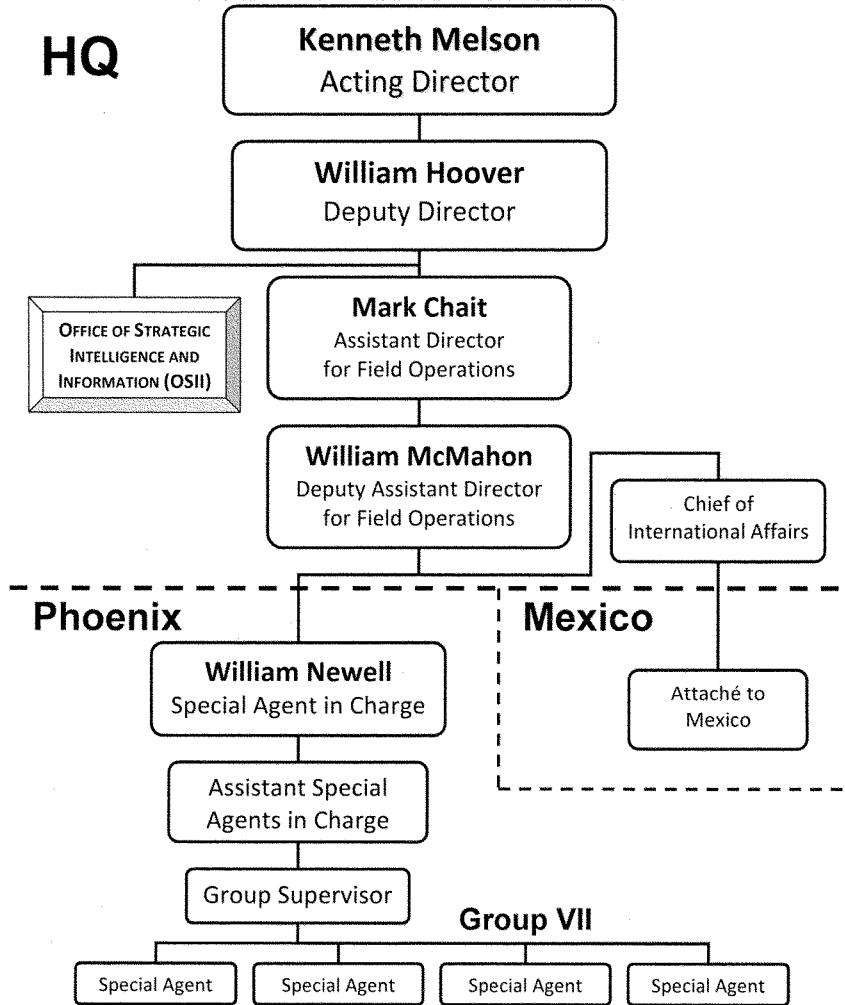 HQ
Kenneth Melson
Acting Director
William Hoover
Deputy Director
OFFICE OF STRATEGIC
INTELLIGENCE AND
INFORMATION (OSII)
Mark Chait
Assistant Director
for Field Operations
William McMahon
Deputy Assistant Director
for Field Operations
Chief of
International Affairs
Phoenix
Mexico
William Newell
Special Agent in Charge
Attaché to
Mexico
Assistant Special
Agents in Charge
Group Supervisor
Group VII
Special Agent
Special Agent
Special Agent
Special Agent